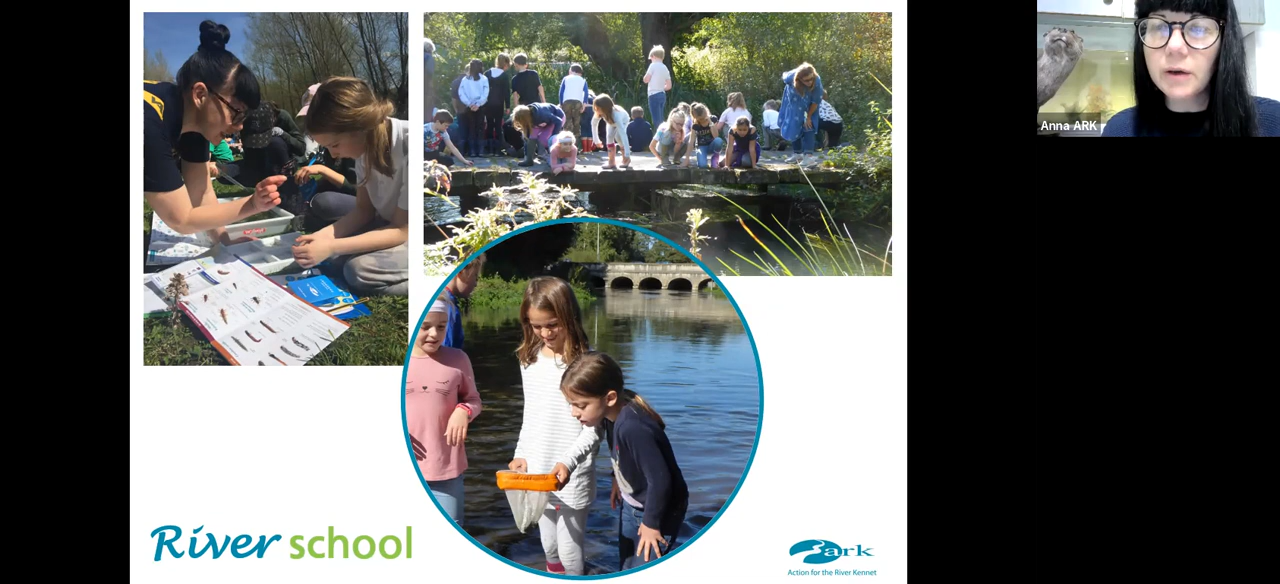 Anna ARK
River school
ark
Action for the River Kennet